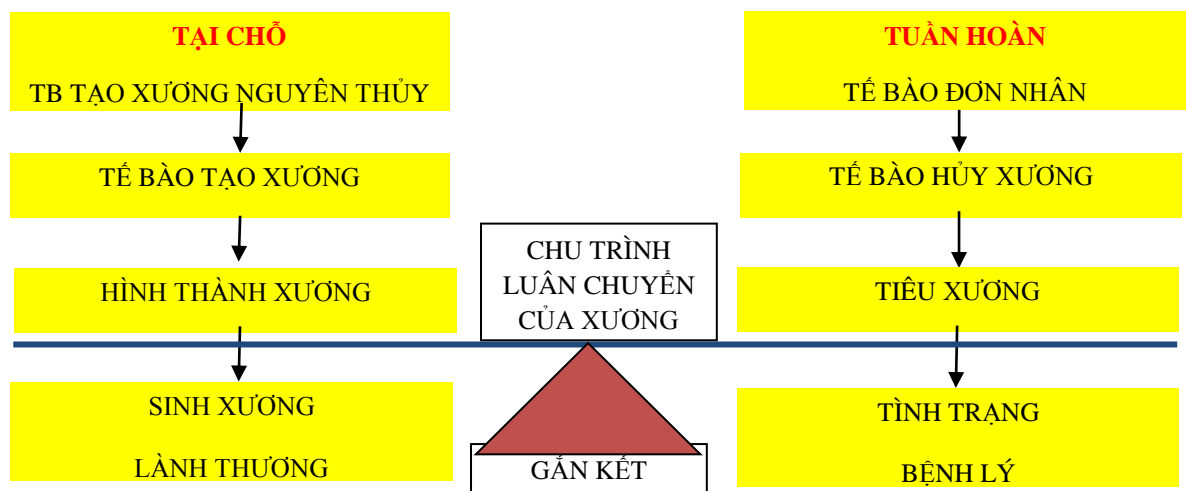 TẠI CHỖ
TB TẠO XƯƠNG NGUYÊN THỦY
TẾ BÀO TẠO XƯƠNG
HÌNH THÀNH XƯƠNG
SINH XƯƠNG
LÀNH THƯƠNG
CHU TRÌNH
LUÂN CHUYỂN
CỦA XƯƠNG
GẮN KẾT
TUẦN HOÀN
TẾ BÀO ĐƠN NHÂN
TẾ BÀO HỦY XƯƠNG
TIÊU XƯƠNG
TÌNH TRẠNG
BỆNH LÝ